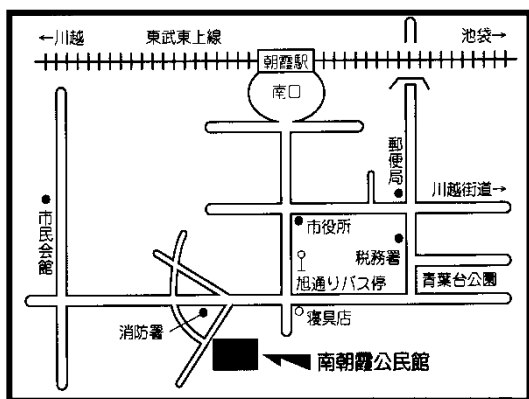 ←川越
東武東上線
池袋→
朝霞駅
南口
郵便局
川越街道→
市民会館
市役所
税務署
旭通りバス停
青葉台公園
消防署
寝具店
南朝霞公民館